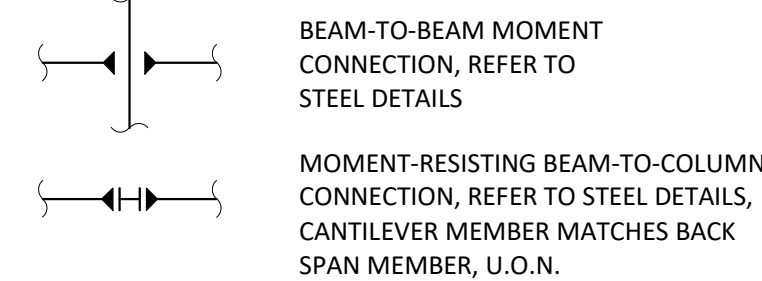 BEAM-TO-BEAM MOMENT
CONNECTION, REFER TO
STEEL DETAILS
MOMENT-RESISTING BEAM-TO-COLUMN
CONNECTION, REFER TO STEEL DETAILS,
CANTILEVER MEMBER MATCHES BACK
SPAN MEMBER, U.O.N.